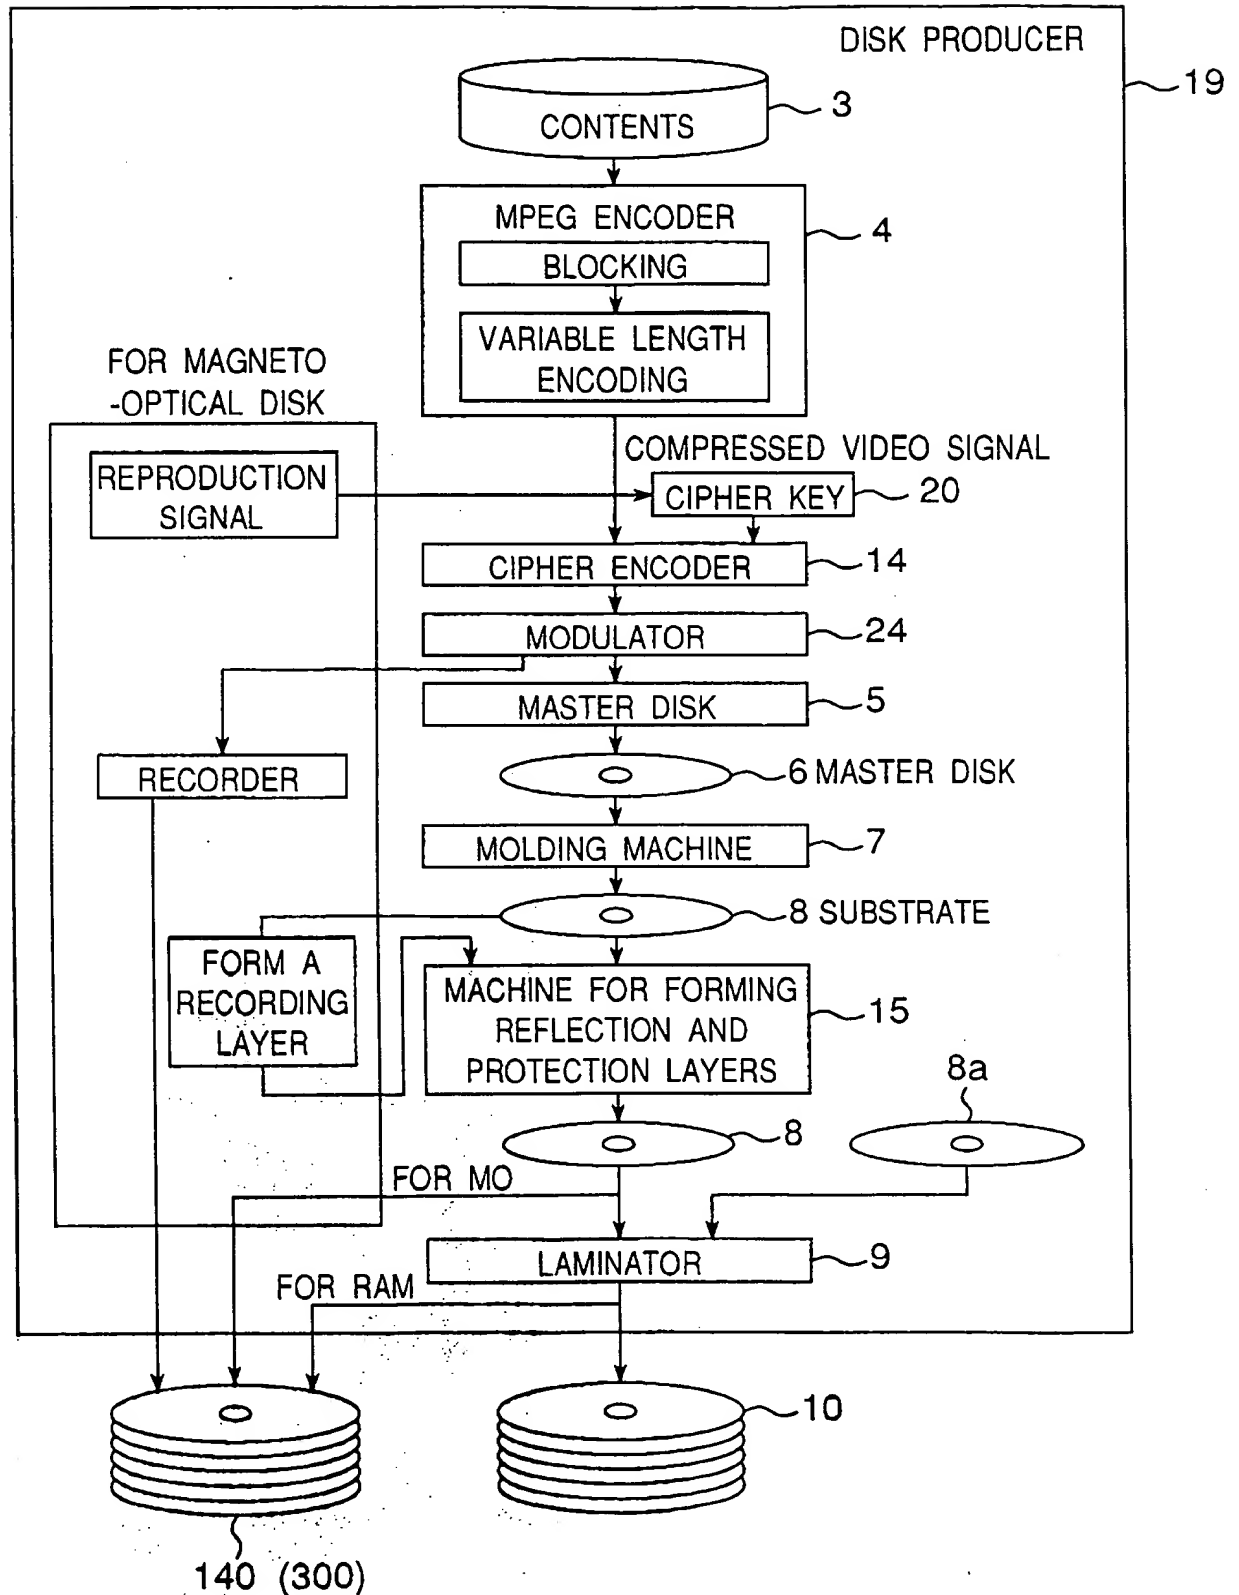 DISK PRODUCER
19
CONTENTS
3
MPEG ENCODER
4
BLOCKING
VARIABLE LENGTH
ENCODING
FOR MAGNETO
-OPTICAL DISK
COMPRESSED VIDEO SIGNAL
REPRODUCTION
SIGNAL
CIPHER KEY
20
CIPHER ENCODER
14
MODULATOR
24
MASTER DISK
5
RECORDER
6 MASTER DISK
MOLDING MACHINE
7
8 SUBSTRATE
FORM A
RECORDING
LAYER
MACHINE FOR FORMING
REFLECTION AND
PROTECTION LAYERS
15
8a
8
FOR MO
LAMINATOR
9
FOR RAM
10
140 (300)